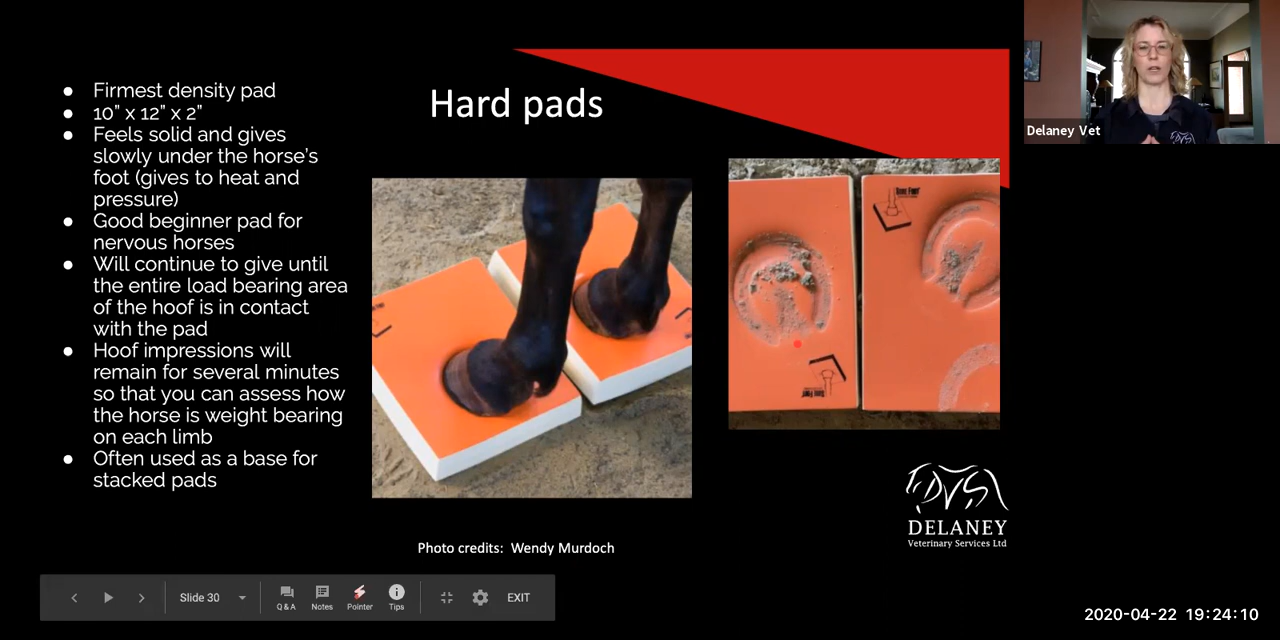 Hard pads
● Firmest density pad
● 10” x 12” x 2”
● Feels solid and gives
slowly under the horse’s
foot (gives to heat and
pressure)
● Good beginner pad for
nervous horses
● Will continue to give until
the entire load bearing area
of the hoof is in contact
with the pad
● Hoof impressions will
remain for several minutes
so that you can assess how
the horse is weight bearing
on each limb
● Often used as a base for
stacked pads
Delaney Vet
SURE FOOT
SURE FOOT
DVS
DELANEY
Veterinary Services Ltd
Photo credits: Wendy Murdoch
Slide 30
Q & A
Notes
Pointer
Tips
EXIT
2020-04-22 19:24:10